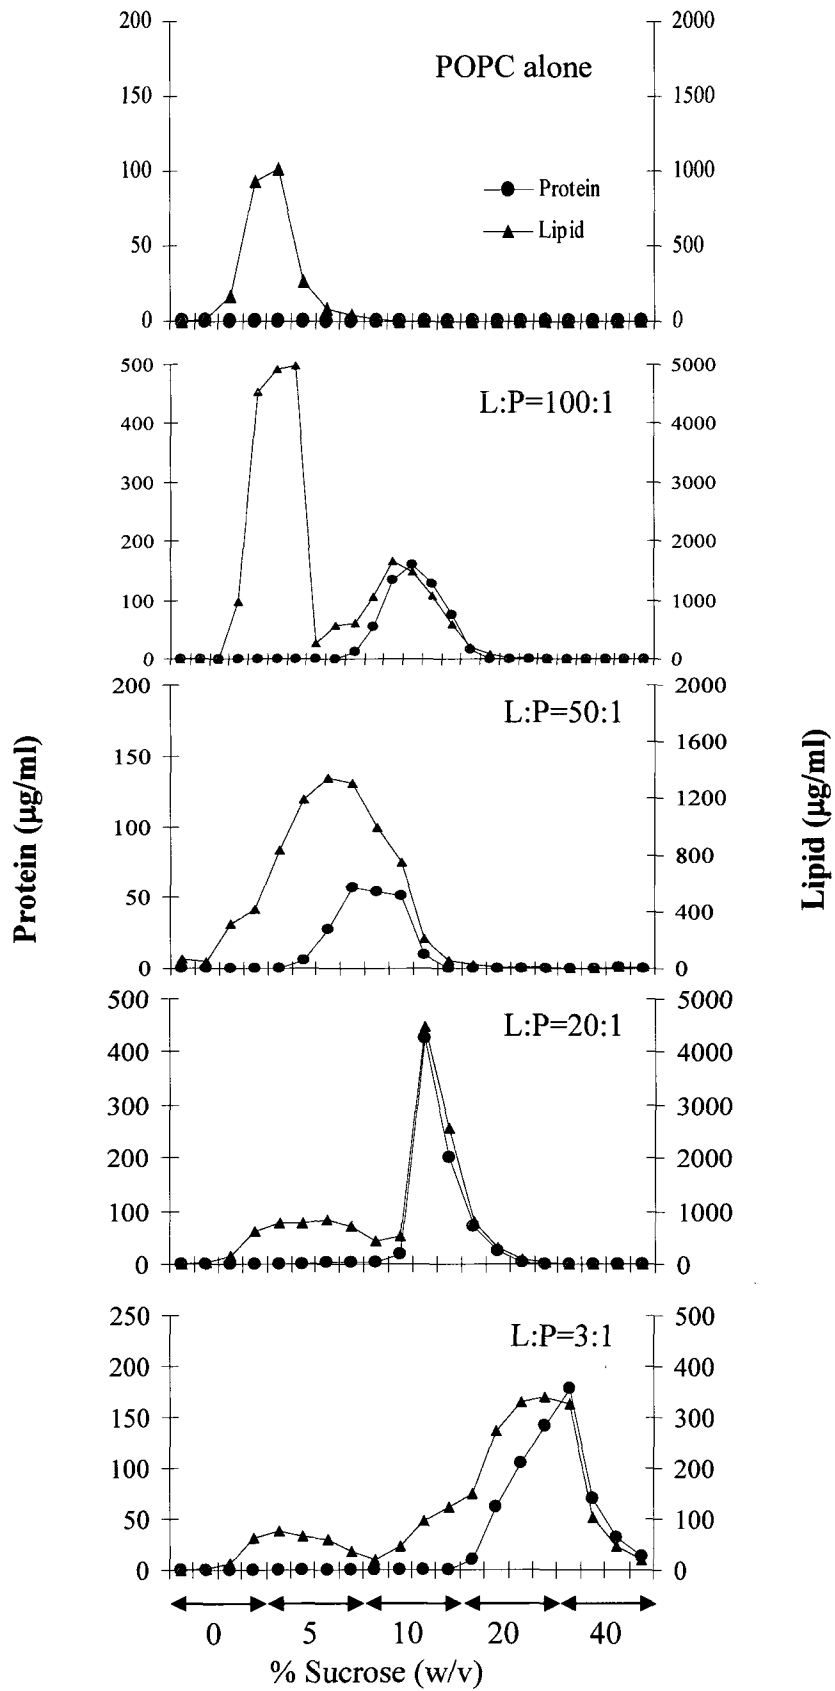 200 2000
POPC alone
150 1500
100 1000
Protein
Lipid
50 500
0 0
500 5000
L:P=100:1
400 4000
300 3000
200 2000
100 1000
0 0
200 2000
L:P=50:1
1600
150
1200
100
800
50
400
0 0
500 5000
L:P=20:1
400 4000
300 3000
200 2000
100 1000
0 0
250 500
L:P=3:1
200 400
150 300
100 200
50 100
0 0
0 5 10 20 40
% Sucrose (w/v)
Protein (µg/ml)
Lipid (µg/ml)